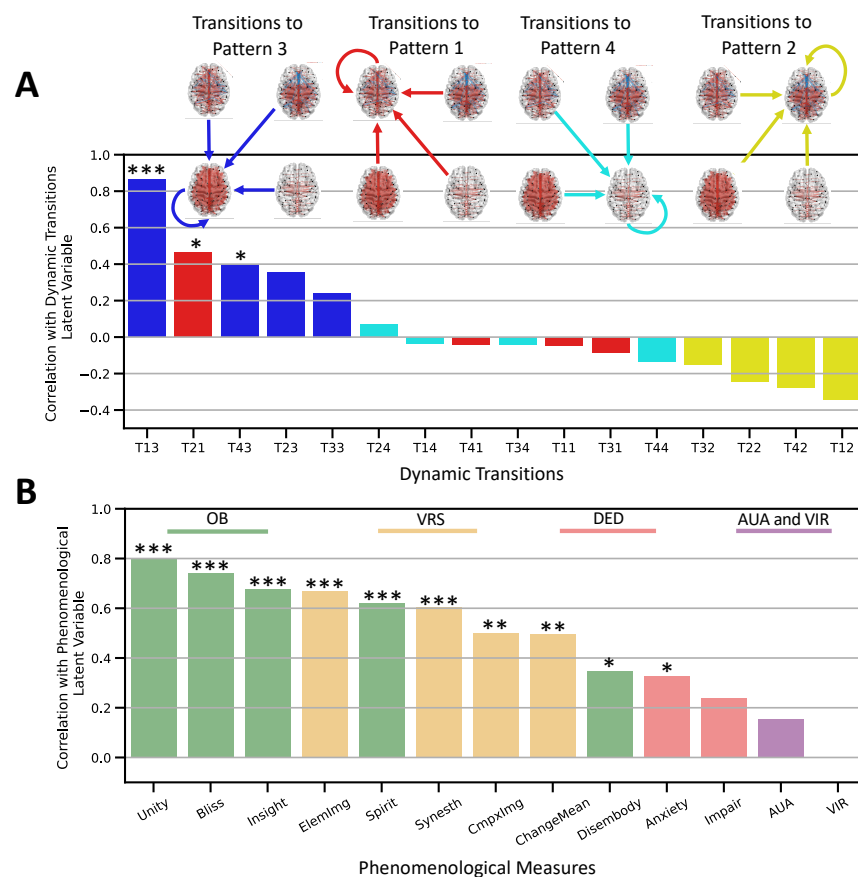 Transitions to Pattern 3
Transitions to Pattern 1
Transitions to Pattern 4
Transitions to Pattern 2
A
Correlation with Dynamic Transitions
Latent Variable
1.0
0.8
0.6
0.4
0.2
0.0
−0.2
−0.4
***
*
*
T13 T21 T43 T23 T33 T24 T14 T41 T34 T11 T31 T44 T32 T22 T42 T12
Dynamic Transitions
B
Correlation with Phenomenological
Latent Variable
1.0
0.8
0.6
0.4
0.2
0.0
OB VRS DED AUA and VIR
***
***
***
***
***
***
**
**
*
*
Unity Bliss Insight ElemImg Spirit Synesth CmpxImg ChangeMean Disembody Anxiety Impair AUA VIR
Phenomenological Measures